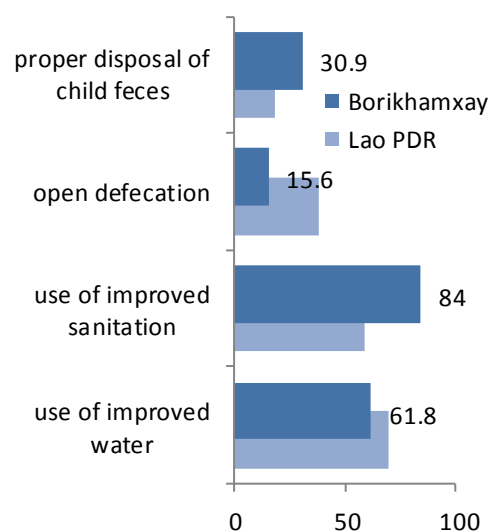 proper disposal of
child feces
30.9
Borikhamxay
Lao PDR
open defecation
15.6
use of improved
sanitation
84
use of improved
water
61.8
0 50 100